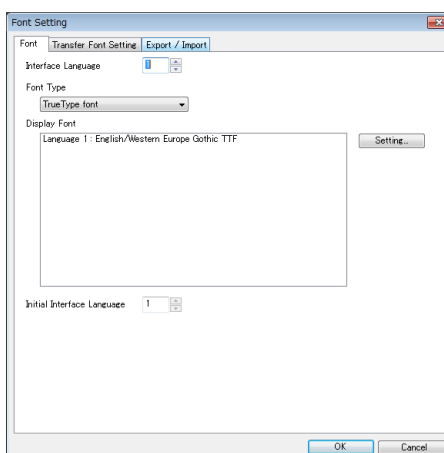 Font Setting
Font Transfer Font Setting Export / Import
Interface Language 1
Font Type
TrueType font
Display Font
Language 1 : English/Western Europe Gothic TTF
Setting..
Initial Interface Language 1
OK Cancel